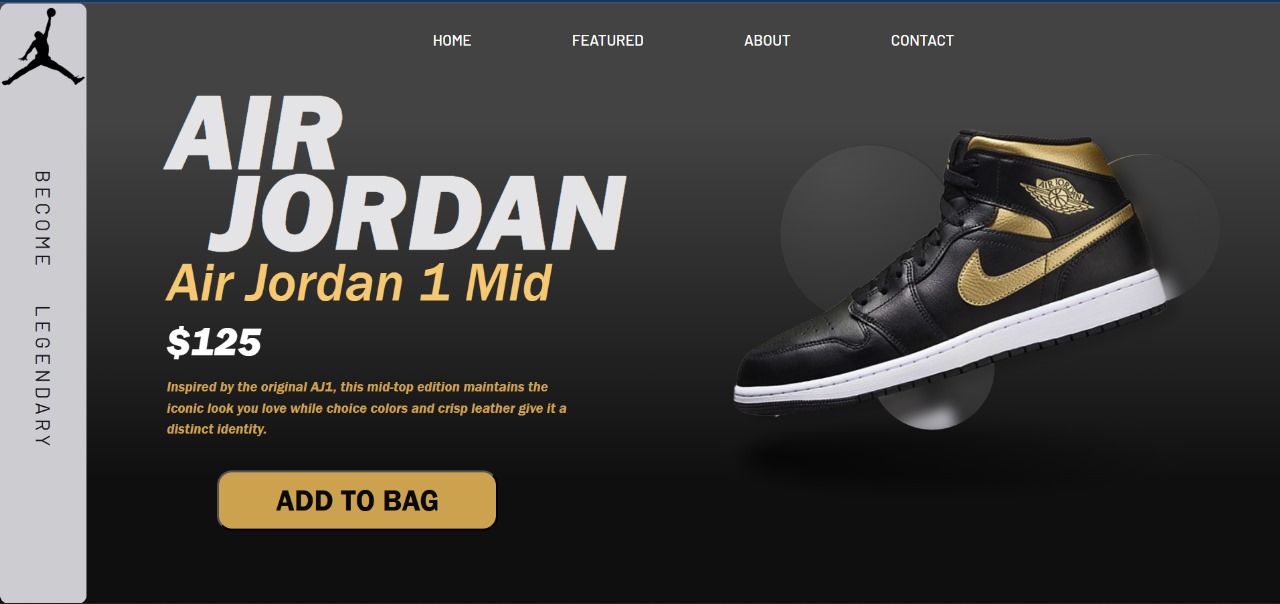 HOME
FEATURED
ABOUT
CONTACT
BECOME LEGENDARY
AIR
JORDAN
Air Jordan 1 Mid
$125
Inspired by the original AJ1, this mid-top edition maintains the
iconic look you love while choice colors and crisp leather give it a
distinct identity.
ADD TO BAG
AIR JORDAN